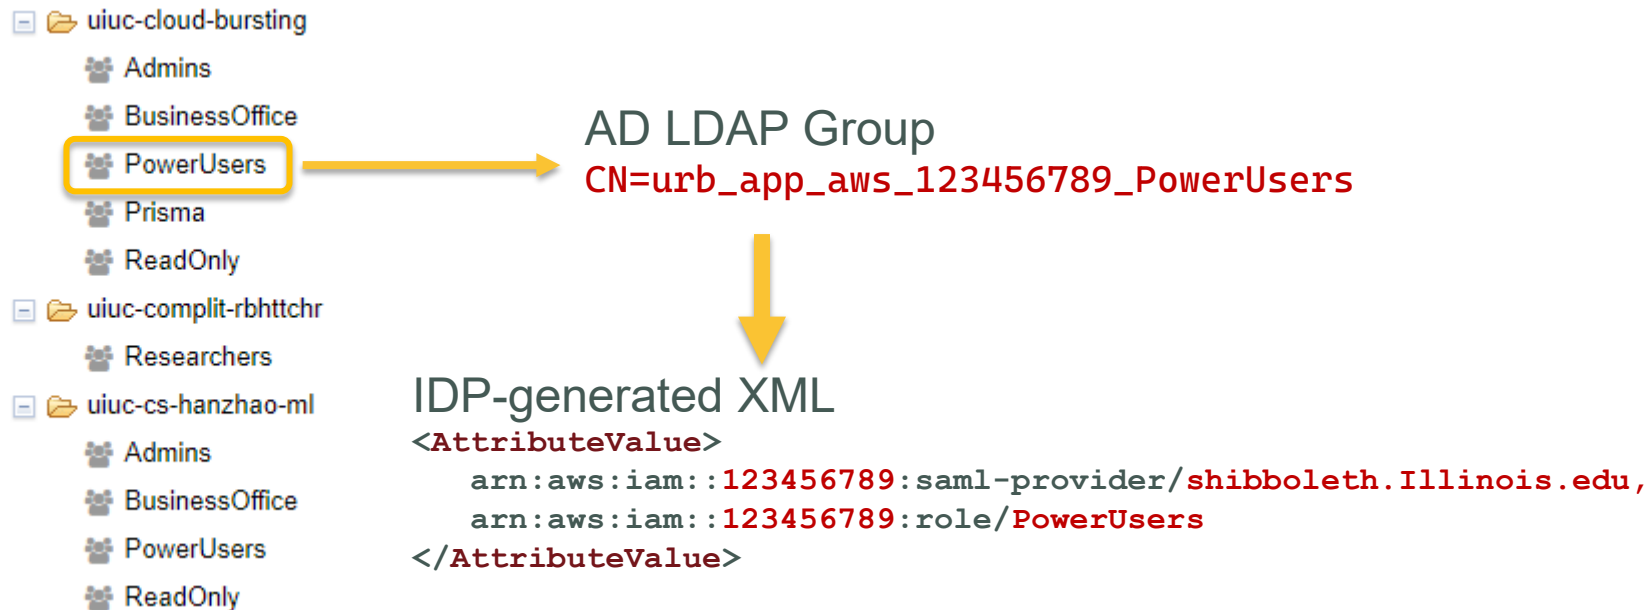 uiuc-cloud-bursting
Admins
BusinessOffice
PowerUsers
Prisma
ReadOnly
uiuc-complit-rbhttchr
Researchers
uiuc-cs-hanzhao-ml
Admins
BusinessOffice
PowerUsers
ReadOnly
AD LDAP Group
CN=urb_app_aws_123456789_PowerUsers
IDP-generated XML
<AttributeValue>
arn:aws:iam::123456789:saml-provider/shibboleth.Illinois.edu,
arn:aws:iam::123456789:role/PowerUsers
</AttributeValue>